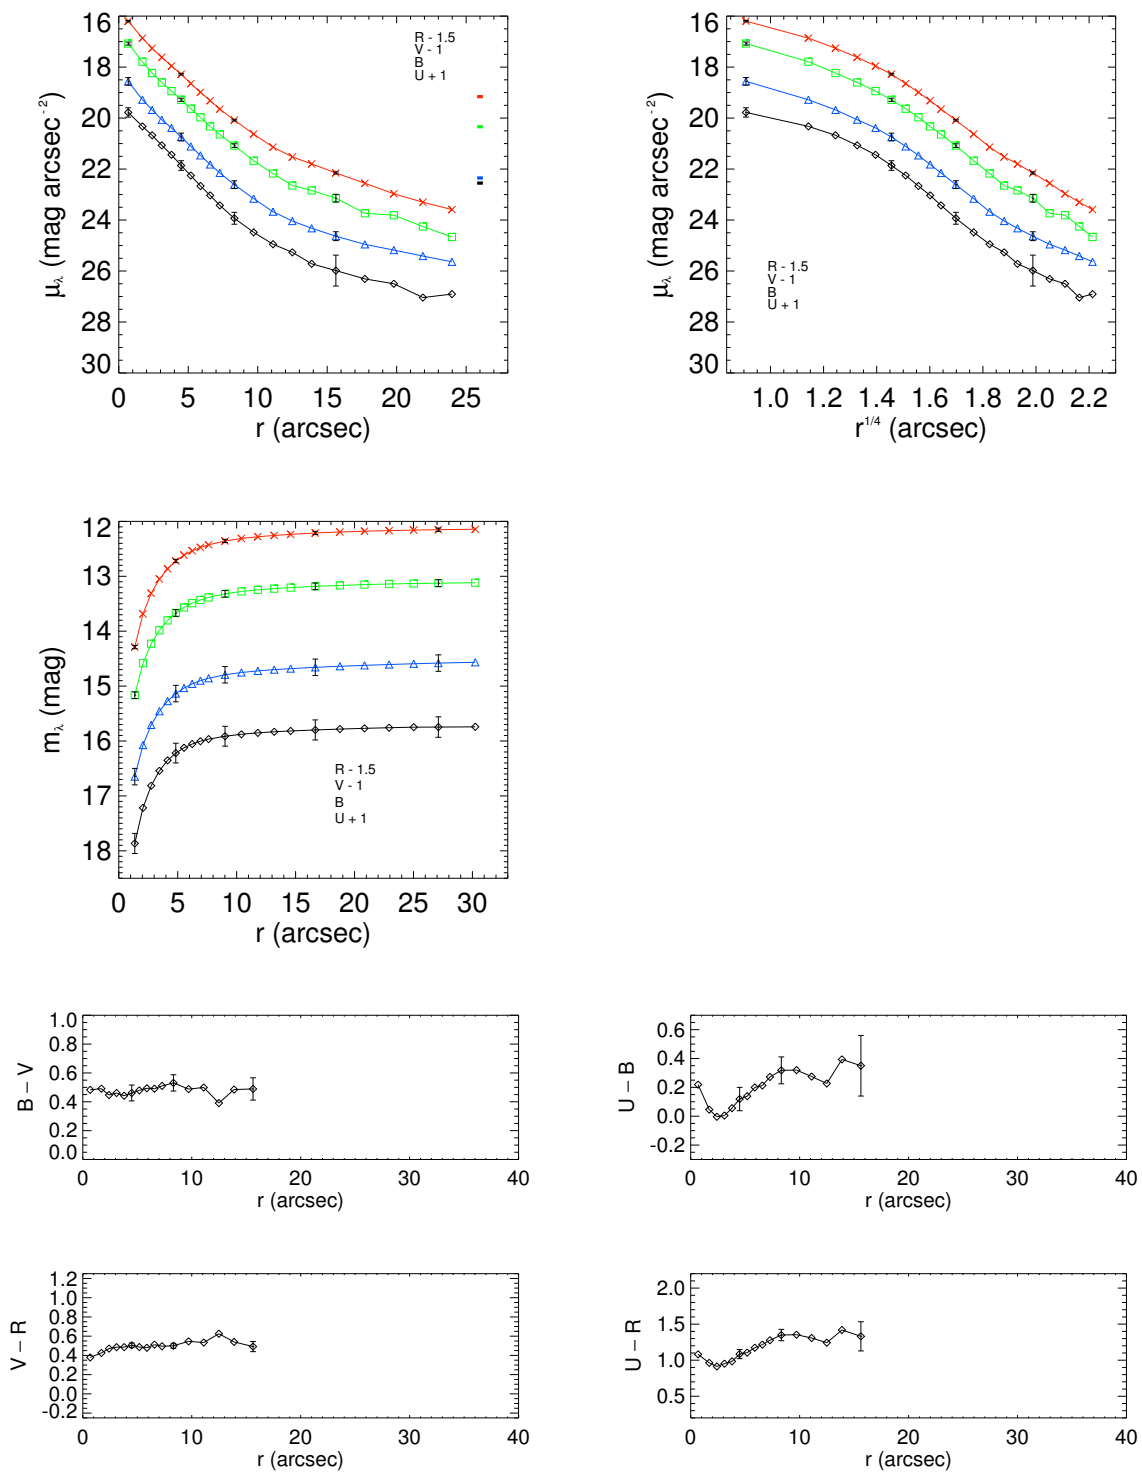 16
18
20
22
24
26
28
30
μλ (mag arcsec-2)
R - 1.5
V - 1
B
U + 1
0 5 10 15 20 25
r (arcsec)
16
18
20
22
24
26
28
30
μλ (mag arcsec-2)
R - 1.5
V - 1
B
U + 1
1.0 1.2 1.4 1.6 1.8 2.0 2.2
r1/4 (arcsec)
12
13
14
15
16
17
18
mλ (mag)
R - 1.5
V - 1
B
U + 1
0 5 10 15 20 25 30
r (arcsec)
1.0
0.8
0.6
0.4
0.2
0.0
B − V
0 10 20 30 40
r (arcsec)
0.6
0.4
0.2
0.0
-0.2
U − B
0 10 20 30 40
r (arcsec)
1.2
1.0
0.8
0.6
0.4
0.2
0.0
-0.2
V − R
0 10 20 30 40
r (arcsec)
2.0
1.5
1.0
0.5
U − R
0 10 20 30 40
r (arcsec)